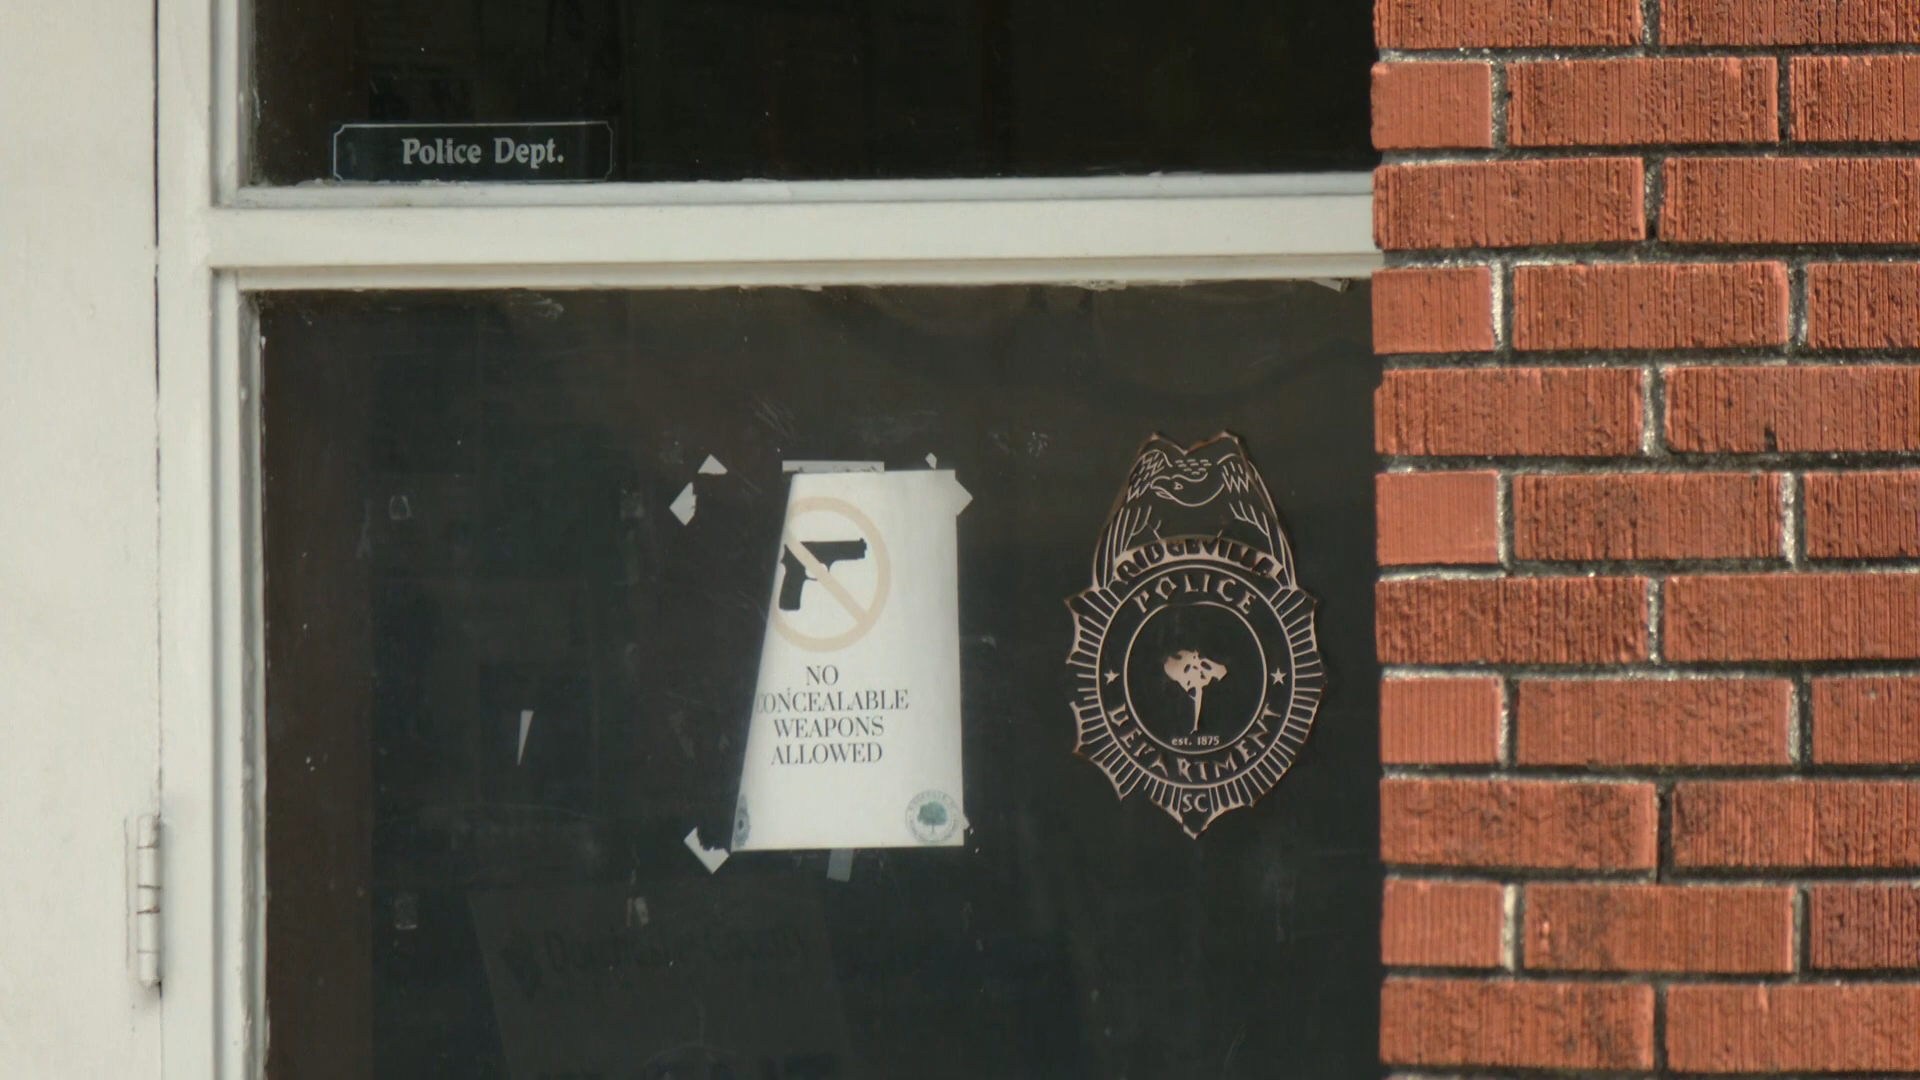 Police Dept.
NO
CONCEALABLE
WEAPONS
ALLOWED
RIDGEVILLE
POLICE
est. 1875
DEPARTMENT
SC